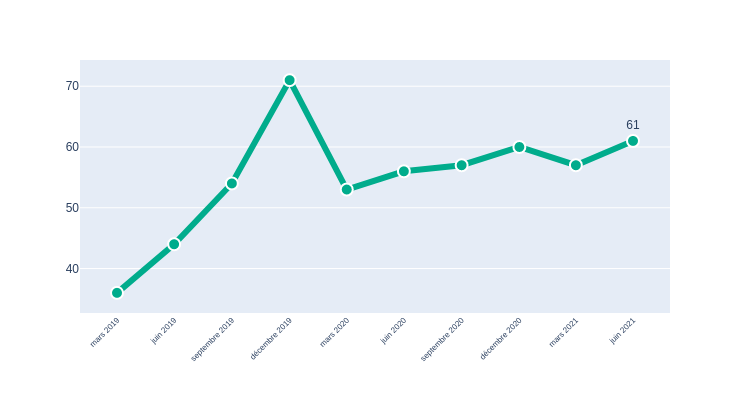 70
60
50
40
61
mars 2019
juin 2019
septembre 2019
décembre 2019
mars 2020
juin 2020
septembre 2020
décembre 2020
mars 2021
juin 2021